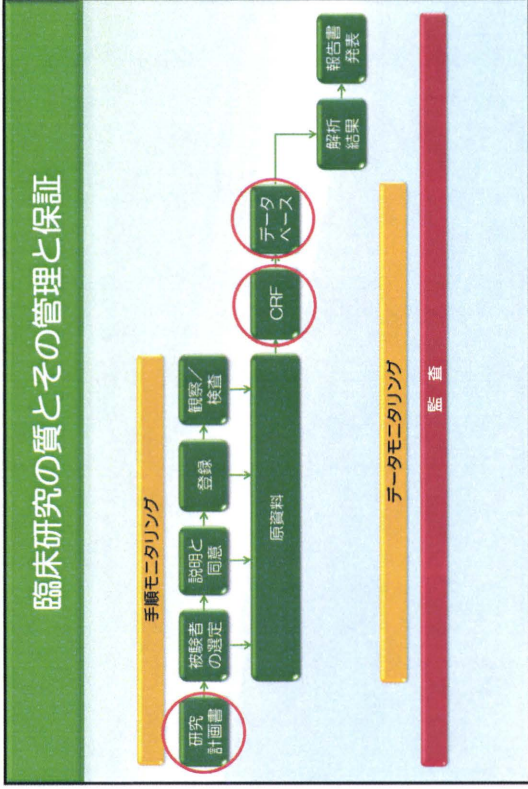 臨床研究の質とその管理と保証
手順モニタリング
研究
計画書
被験者
の選定
説明と
同意
登録
観察／
検査
原資料
CRF
データ
ベース
解析
結果
報告書
発表
データモニタリング
監 査